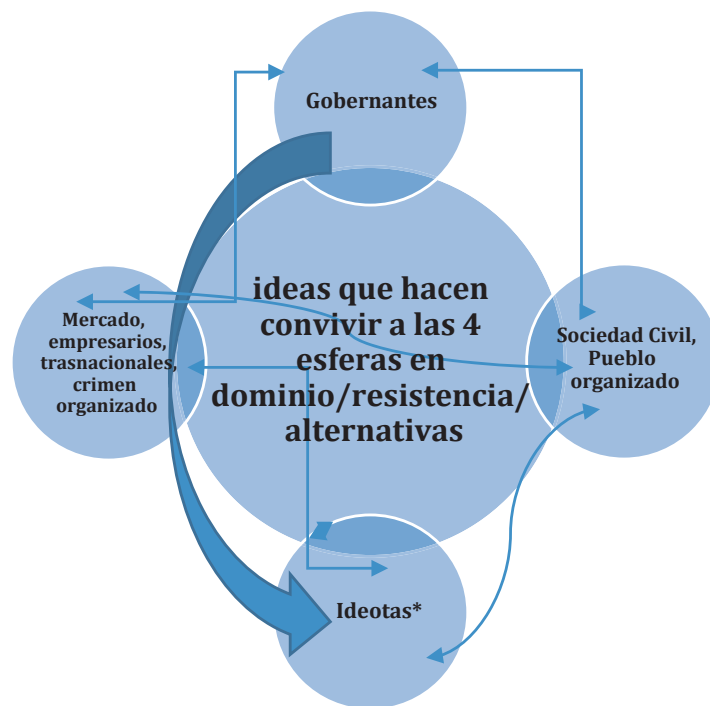 Gobernantes
ideas que hacen
convivir a las 4
esferas en
dominio/resistencia/
alternativas
Mercado,
empresarios,
trasnacionales,
crimen
organizado
Sociedad Civil,
Pueblo
organizado
Ideotas*